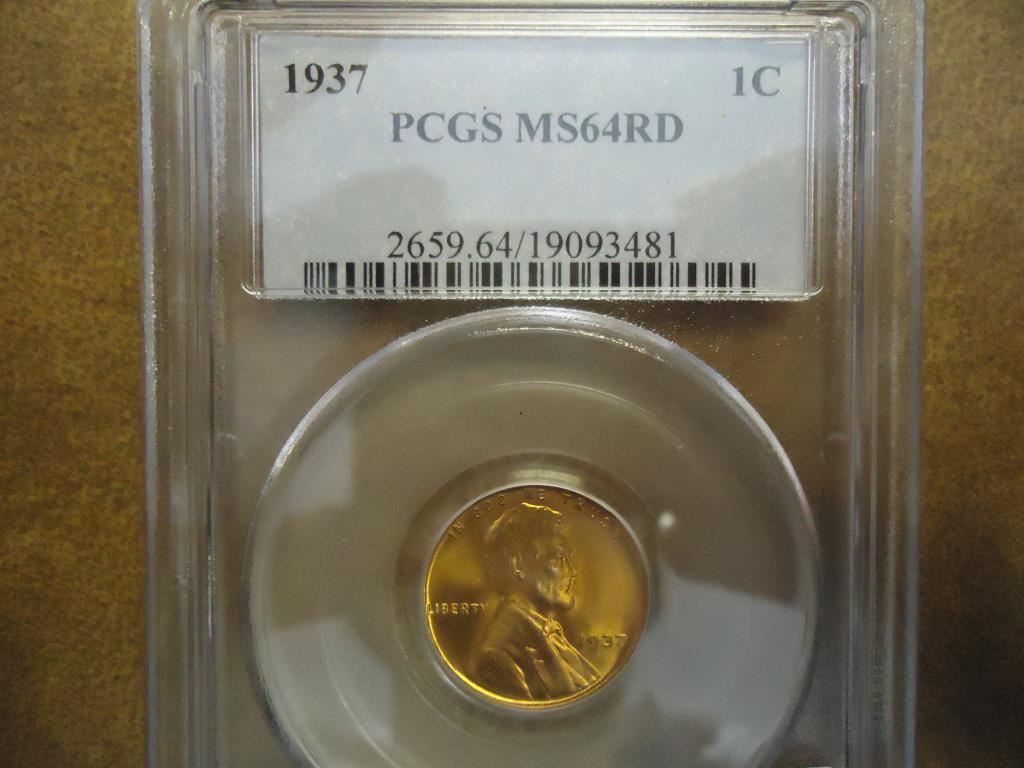 1937 1C
PCGS MS64RD
2659.64/19093481
IN GOD WE TRUST
LIBERTY
1937